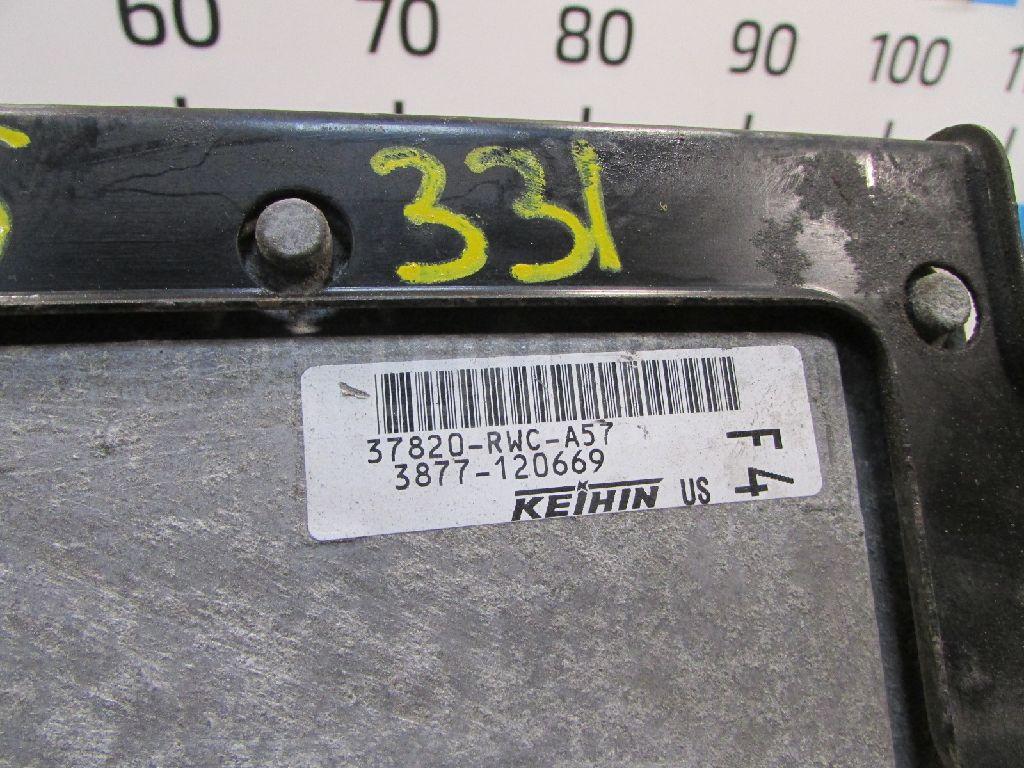 60 70 80 90 100
331
37820-RWC-A57
3877-120669
KEIHIN US
F4